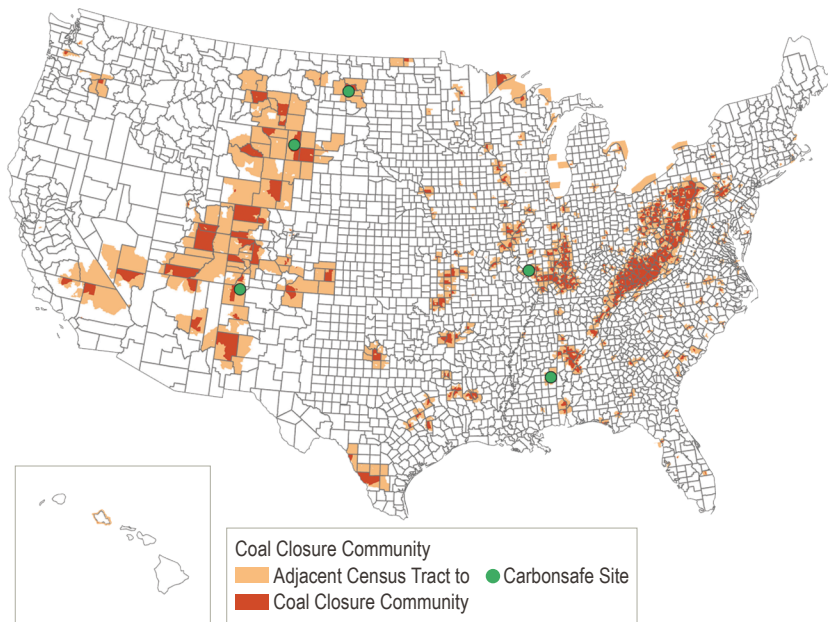 Coal Closure Community
Adjacent Census Tract to
Coal Closure Community
Carbonsafe Site